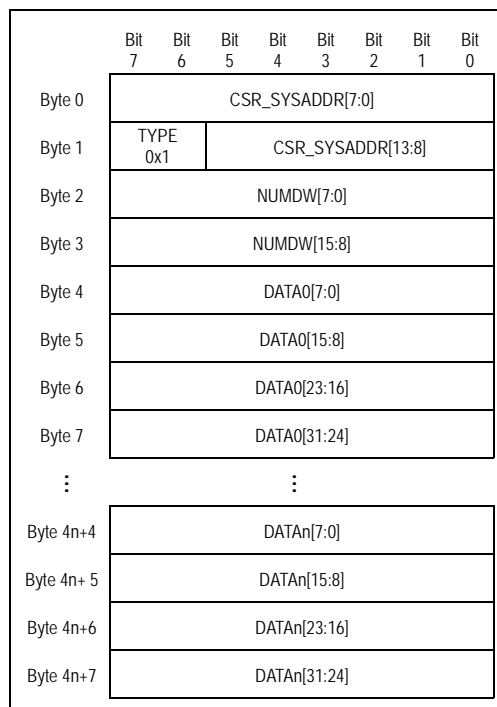 Bit Bit Bit Bit Bit Bit Bit Bit
7 6 5 4 3 2 1 0
Byte 0 CSR_SYSADDR[7:0]
Byte 1 TYPE 0x1 CSR_SYSADDR[13:8]
Byte 2 NUMDW[7:0]
Byte 3 NUMDW[15:8]
Byte 4 DATA0[7:0]
Byte 5 DATA0[15:8]
Byte 6 DATA0[23:16]
Byte 7 DATA0[31:24]
⋮ ⋮
Byte 4n+4 DATAn[7:0]
Byte 4n+ 5 DATAn[15:8]
Byte 4n+6 DATAn[23:16]
Byte 4n+7 DATAn[31:24]